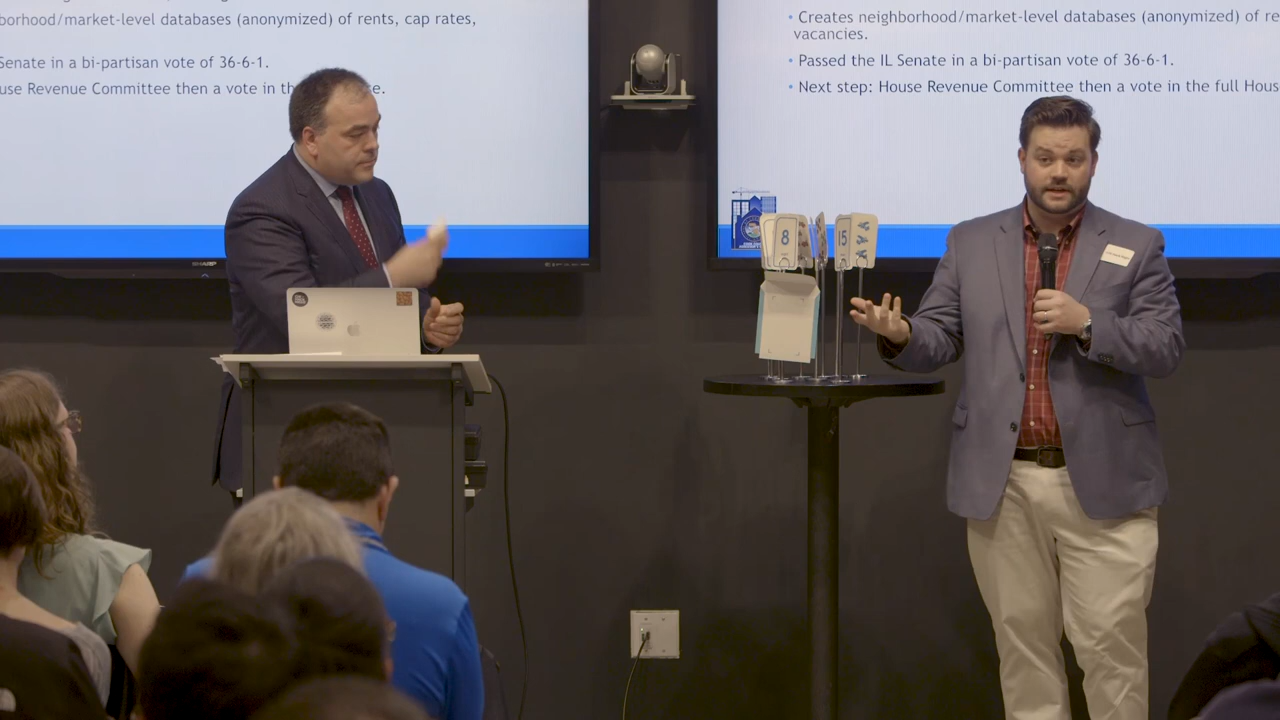 borhood/market-level databases (anonymized) of rents, cap rates,
Senate in a bi-partisan vote of 36-6-1.
use Revenue Committee then a vote in the
e.
SHARP
• Creates neighborhood/market-level databases (anonymized) of re
vacancies.
• Passed the IL Senate in a bi-partisan vote of 36-6-1.
• Next step: House Revenue Committee then a vote in the full Hous
8
15